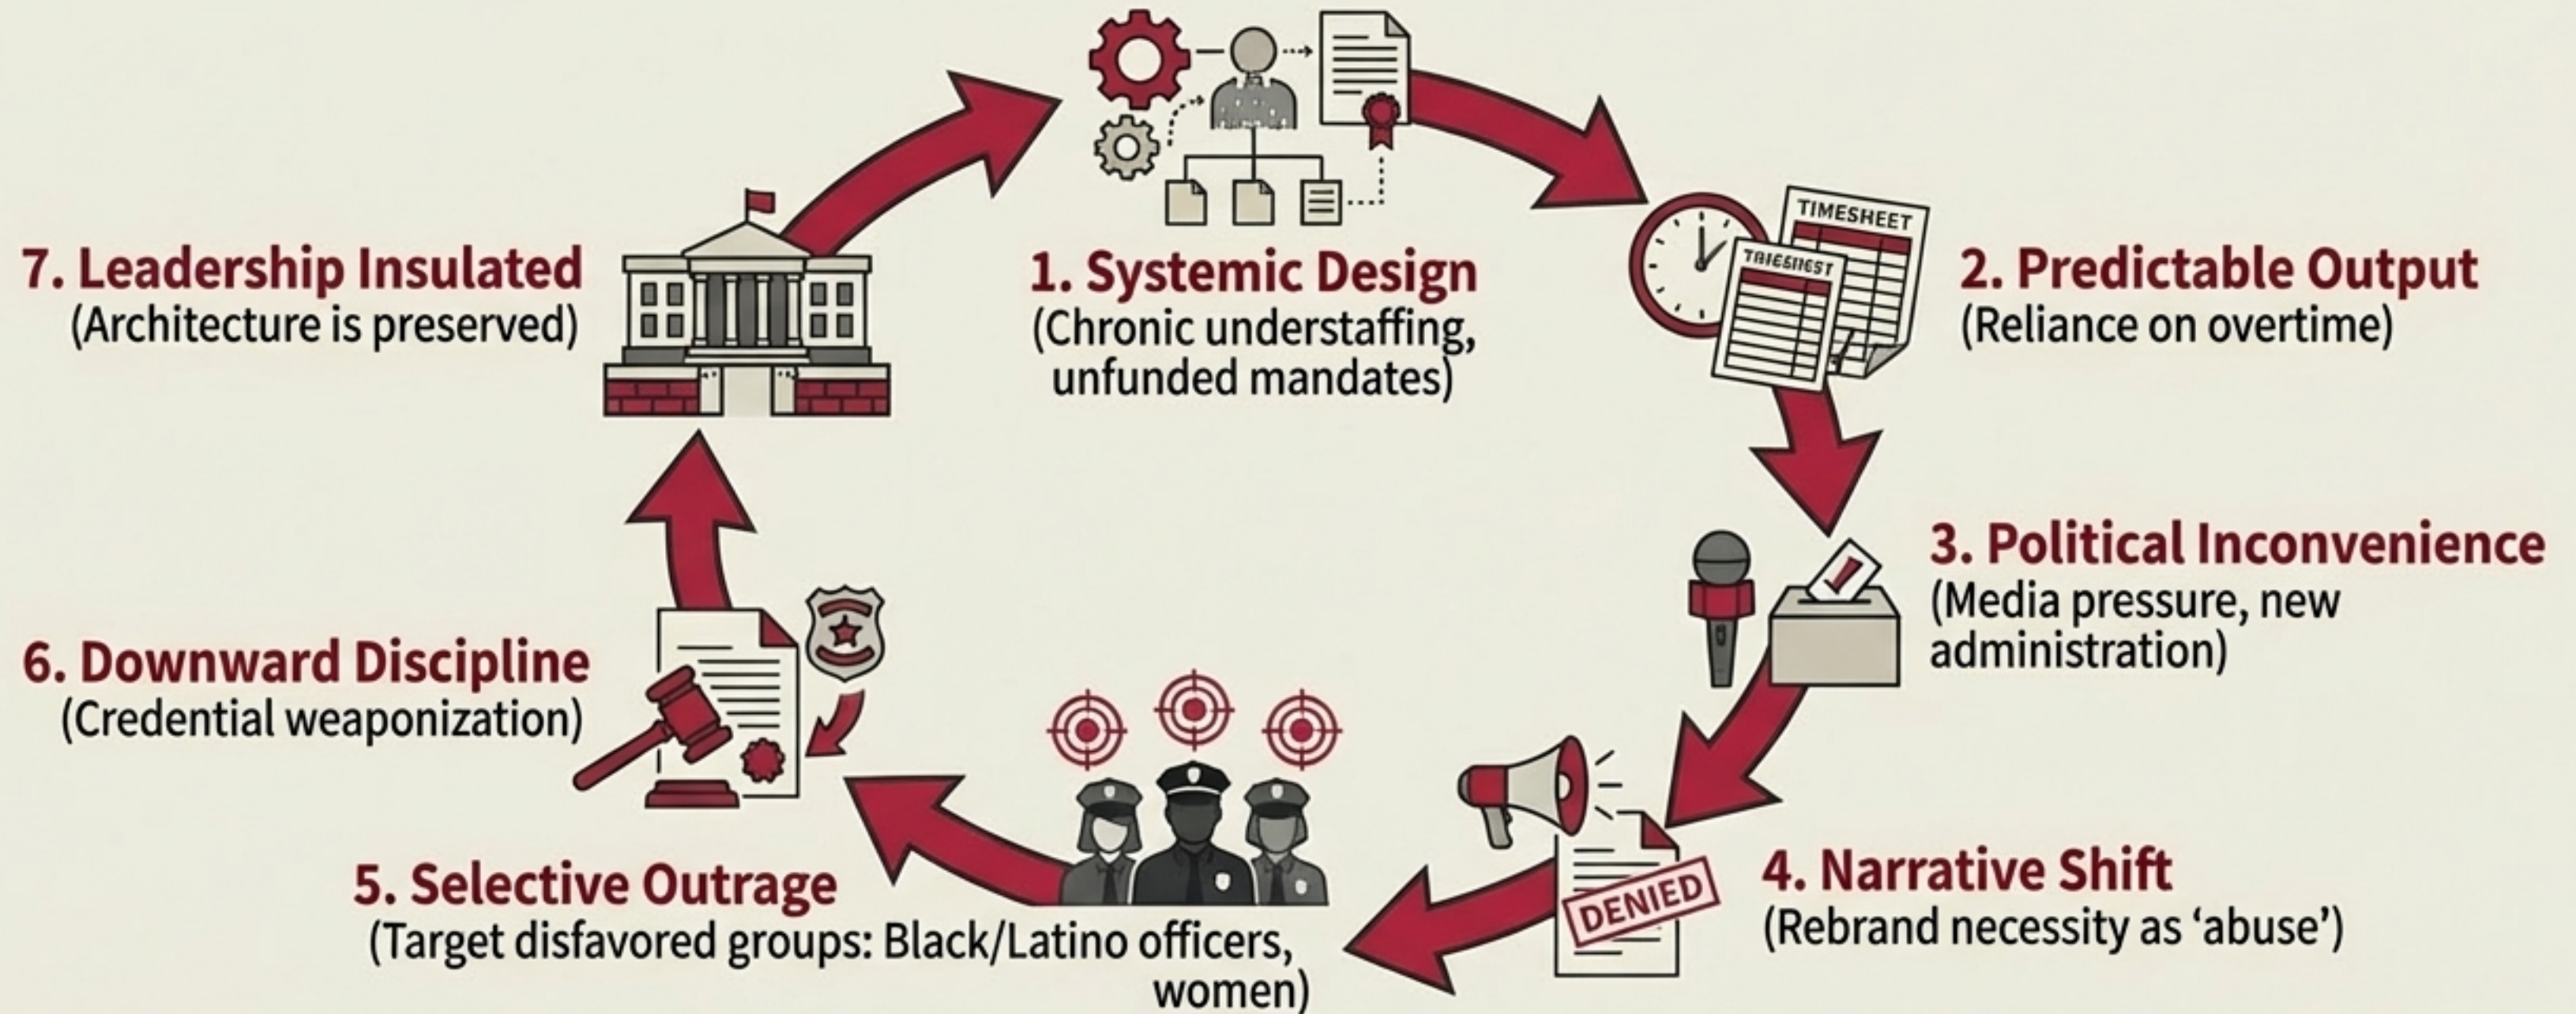 1. Systemic Design
(Chronic understaffing,
unfunded mandates)
TIMESHEET
2. Predictable Output
(Reliance on overtime)
3. Political Inconvenience
(Media pressure, new
administration)
DENIED
4. Narrative Shift
(Rebrand necessity as ‘abuse’)
5. Selective Outrage
(Target disfavored groups: Black/Latino officers,
women)
6. Downward Discipline
(Credential weaponization)
7. Leadership Insulated
(Architecture is preserved)